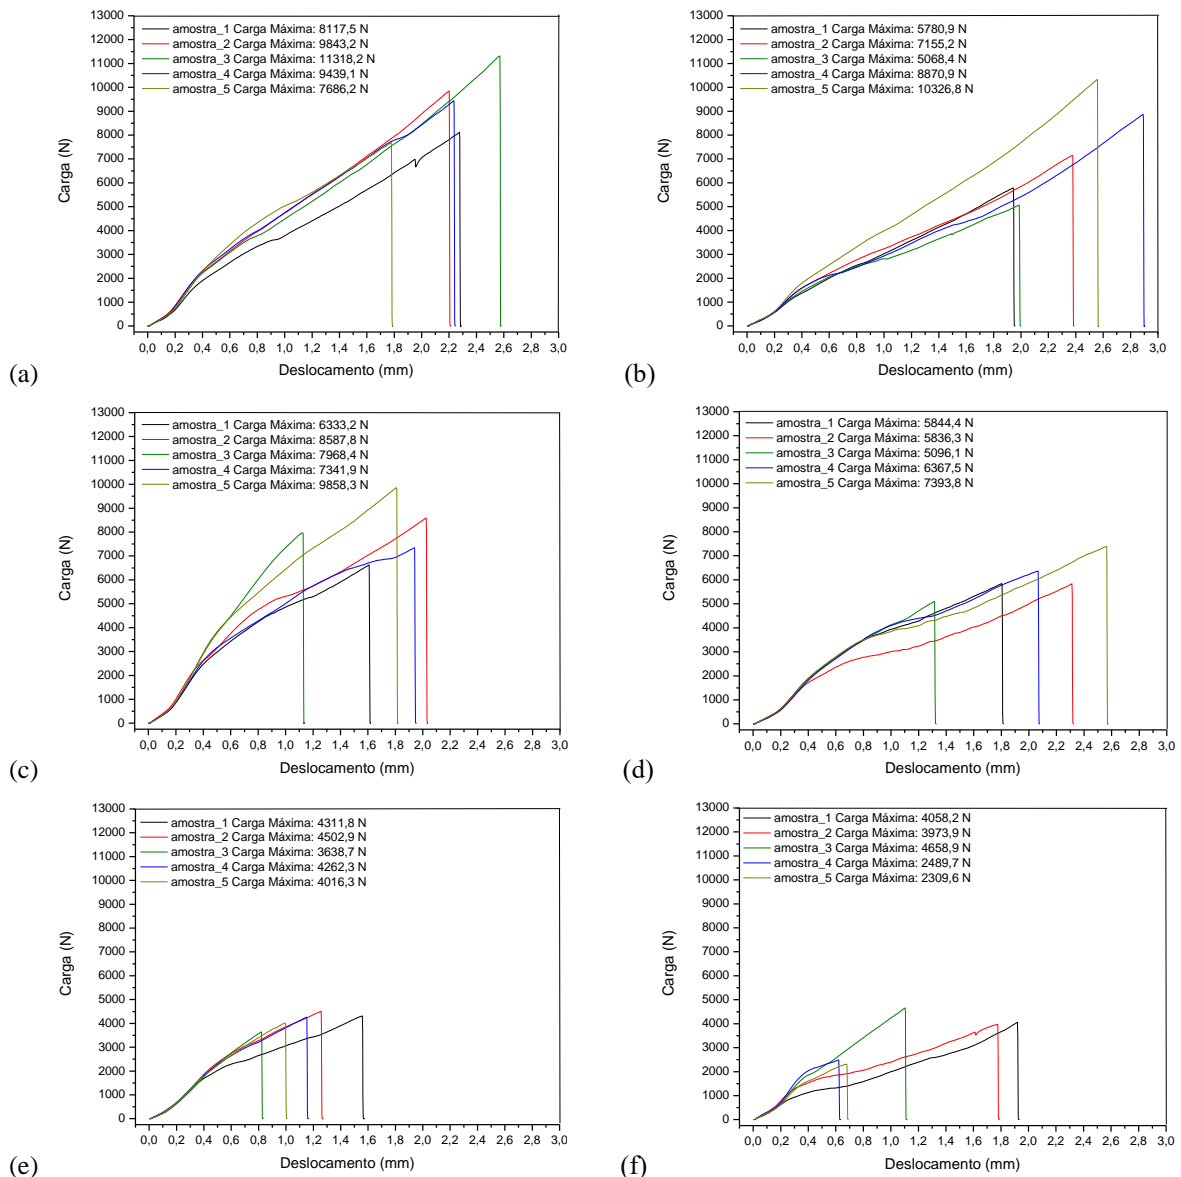 amostra_1 Carga Máxima: 8117,5 N
amostra_2 Carga Máxima: 9843,2 N
amostra_3 Carga Máxima: 11318,2 N
amostra_4 Carga Máxima: 9439,1 N
amostra_5 Carga Máxima: 7686,2 N
13000
12000
11000
10000
9000
8000
7000
6000
5000
4000
3000
2000
1000
0
Carga (N)
0,0 0,2 0,4 0,6 0,8 1,0 1,2 1,4 1,6 1,8 2,0 2,2 2,4 2,6 2,8 3,0
Deslocamento (mm)
(a)
amostra_1 Carga Máxima: 5780,9 N
amostra_2 Carga Máxima: 7155,2 N
amostra_3 Carga Máxima: 5068,4 N
amostra_4 Carga Máxima: 8870,9 N
amostra_5 Carga Máxima: 10326,8 N
13000
12000
11000
10000
9000
8000
7000
6000
5000
4000
3000
2000
1000
0
Carga (N)
0,0 0,2 0,4 0,6 0,8 1,0 1,2 1,4 1,6 1,8 2,0 2,2 2,4 2,6 2,8 3,0
Deslocamento (mm)
(b)
amostra_1 Carga Máxima: 6333,2 N
amostra_2 Carga Máxima: 8587,8 N
amostra_3 Carga Máxima: 7968,4 N
amostra_4 Carga Máxima: 7341,9 N
amostra_5 Carga Máxima: 9858,3 N
13000
12000
11000
10000
9000
8000
7000
6000
5000
4000
3000
2000
1000
0
Carga (N)
0,0 0,2 0,4 0,6 0,8 1,0 1,2 1,4 1,6 1,8 2,0 2,2 2,4 2,6 2,8 3,0
Deslocamento (mm)
(c)
amostra_1 Carga Máxima: 5844,4 N
amostra_2 Carga Máxima: 5836,3 N
amostra_3 Carga Máxima: 5096,1 N
amostra_4 Carga Máxima: 6367,5 N
amostra_5 Carga Máxima: 7393,8 N
13000
12000
11000
10000
9000
8000
7000
6000
5000
4000
3000
2000
1000
0
Carga (N)
0,0 0,2 0,4 0,6 0,8 1,0 1,2 1,4 1,6 1,8 2,0 2,2 2,4 2,6 2,8 3,0
Deslocamento (mm)
(d)
amostra_1 Carga Máxima: 4311,8 N
amostra_2 Carga Máxima: 4502,9 N
amostra_3 Carga Máxima: 3638,7 N
amostra_4 Carga Máxima: 4262,3 N
amostra_5 Carga Máxima: 4016,3 N
13000
12000
11000
10000
9000
8000
7000
6000
5000
4000
3000
2000
1000
0
Carga (N)
0,0 0,2 0,4 0,6 0,8 1,0 1,2 1,4 1,6 1,8 2,0 2,2 2,4 2,6 2,8 3,0
Deslocamento (mm)
(e)
amostra_1 Carga Máxima: 4058,2 N
amostra_2 Carga Máxima: 3973,9 N
amostra_3 Carga Máxima: 4658,9 N
amostra_4 Carga Máxima: 2489,7 N
amostra_5 Carga Máxima: 2309,6 N
13000
12000
11000
10000
9000
8000
7000
6000
5000
4000
3000
2000
1000
0
Carga (N)
0,0 0,2 0,4 0,6 0,8 1,0 1,2 1,4 1,6 1,8 2,0 2,2 2,4 2,6 2,8 3,0
Deslocamento (mm)
(f)